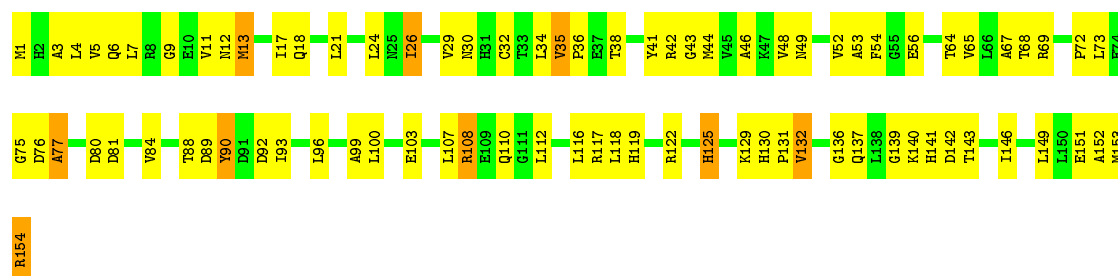 M1 H2 A3 L4 V5 Q6 L7 R8 G9 E10 V11 N12 M13 I17 Q18 L21 L24 N25 I26 V29 N30 H31 C32 T33 L34 V35 P36 E37 T38 Y41 R42 G43 M44 V45 A46 K47 V48 N49 V52 A53 F54 G55 E56 T64 V65 L66 A67 T68 R69 P72 L73
G75 D76 A77 D80 D81 V84 T88 D89 Y90 D91 D92 I93 L96 A99 L100 E103 L107 R108 E109 Q110 G111 L112 L116 R117 L118 H119 R122 H125 K129 H130 P131 V132 G136 Q137 L138 G139 K140 H141 D142 T143 I146 L149 L150 E151 A152 M153
R154